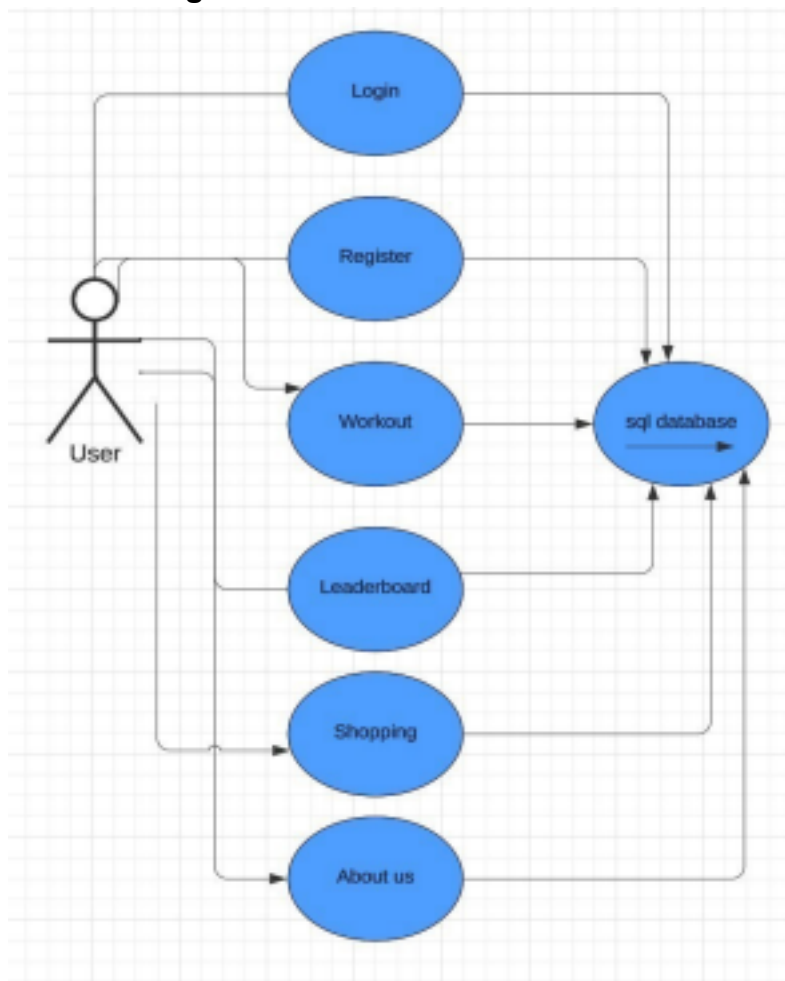 Login
Register
Workout
sql database
User
Leaderboard
Shopping
About us